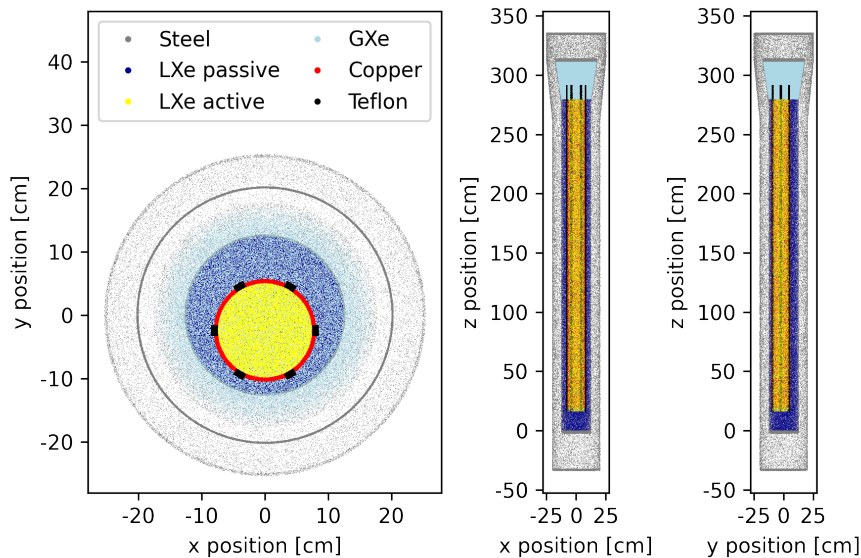 Steel
LXe passive
LXe active
GXe
Copper
Teflon
40
30
20
10
0
-10
-20
y position [cm]
-20
0
20
x position [cm]
350
300
250
200
150
100
50
0
-50
z position [cm]
-25 0 25
x position [cm]
350
300
250
200
150
100
50
0
-50
z position [cm]
-25 0 25
y position [cm]